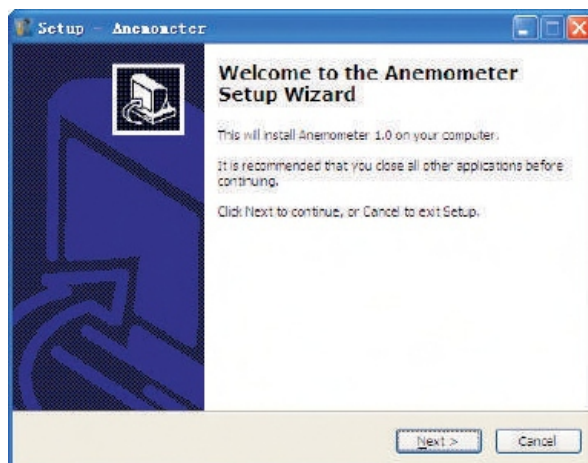 Setup - Anemometer
Welcome to the Anemometer
Setup Wizard
This will install Anemometer 1.0 on your computer.
It is recommended that you close all other applications before
continuing.
Click Next to continue, or Cancel to exit Setup.
Next >
Cancel